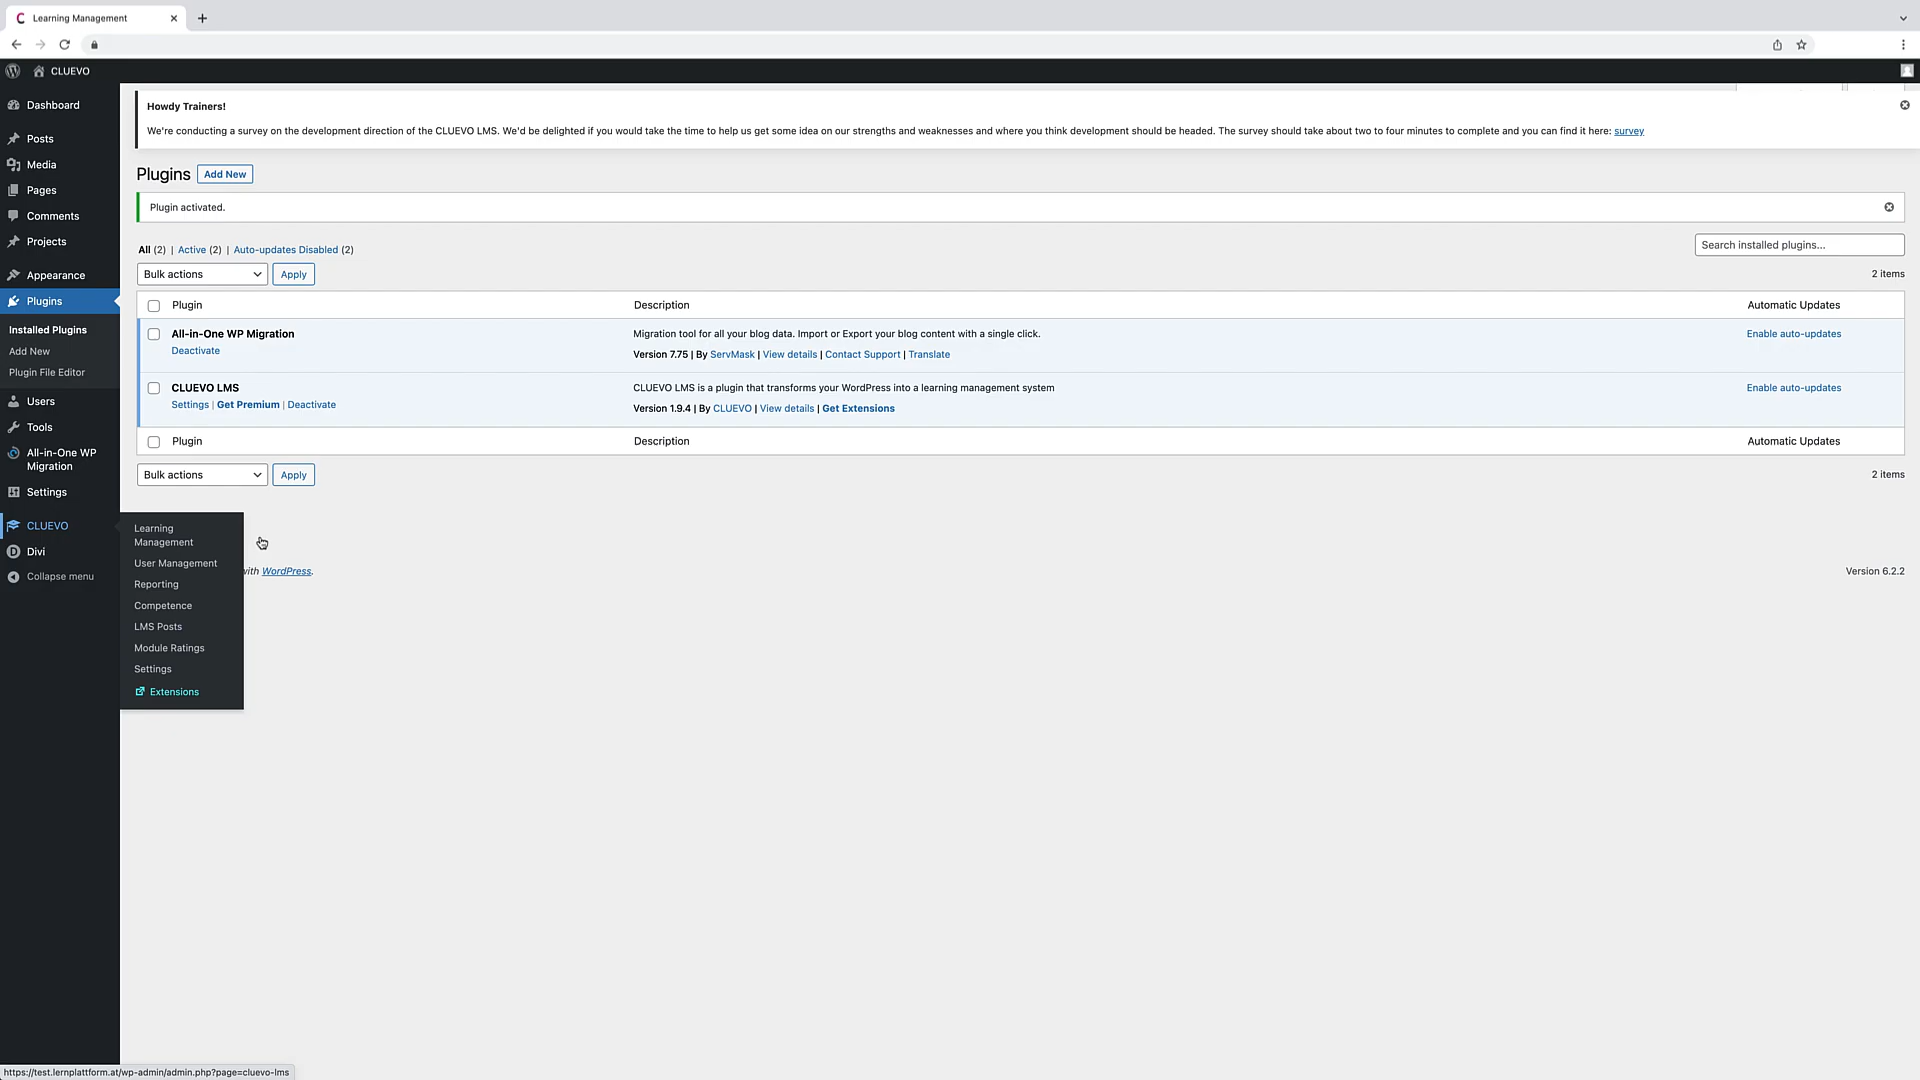 Learning Management
CLUEVO
Dashboard
Posts
Media
Pages
Comments
Projects
Appearance
Plugins
Installed Plugins
Add New
Plugin File Editor
Users
Tools
All-in-One WP
Migration
Settings
CLUEVO
Divi
Collapse menu
Learning
Management
User Management
Reporting
Competence
LMS Posts
Module Ratings
Settings
Extensions
Howdy Trainers!
We're conducting a survey on the development direction of the CLUEVO LMS. We'd be delighted if you would take the time to help us get some idea on our strengths and weaknesses and where you think development should be headed. The survey should take about two to four minutes to complete and you can find it here: survey
Plugins Add New
Plugin activated.
All (2) | Active (2) | Auto-updates Disabled (2)
Search installed plugins...
Bulk actions Apply
2 items
Plugin Description Automatic Updates
All-in-One WP Migration Migration tool for all your blog data. Import or Export your blog content with a single click. Enable auto-updates
Deactivate Version 7.75 | By ServMask | View details | Contact Support | Translate
CLUEVO LMS CLUEVO LMS is a plugin that transforms your WordPress into a learning management system Enable auto-updates
Settings | Get Premium | Deactivate Version 1.9.4 | By CLUEVO | View details | Get Extensions
Plugin Description Automatic Updates
Bulk actions Apply
2 items
with WordPress.
Version 6.2.2
https://test.lernplattform.at/wp-admin/admin.php?page=cluevo-lms